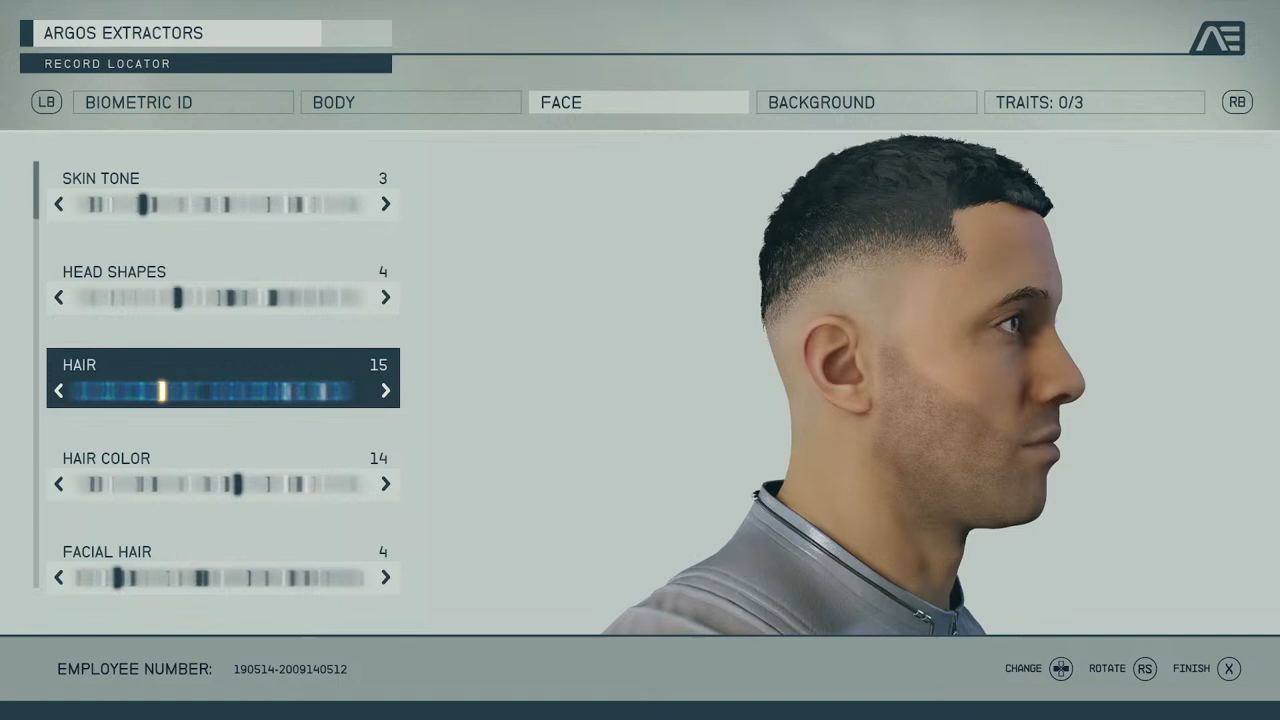 ARGOS EXTRACTORS
RECORD LOCATOR
AE
LB BIOMETRIC ID BODY FACE BACKGROUND TRAITS: 0/3 RB
SKIN TONE 3
HEAD SHAPES 4
HAIR 15
HAIR COLOR 14
FACIAL HAIR 4
EMPLOYEE NUMBER: 190514-2009140512 CHANGE ROTATE RS FINISH X